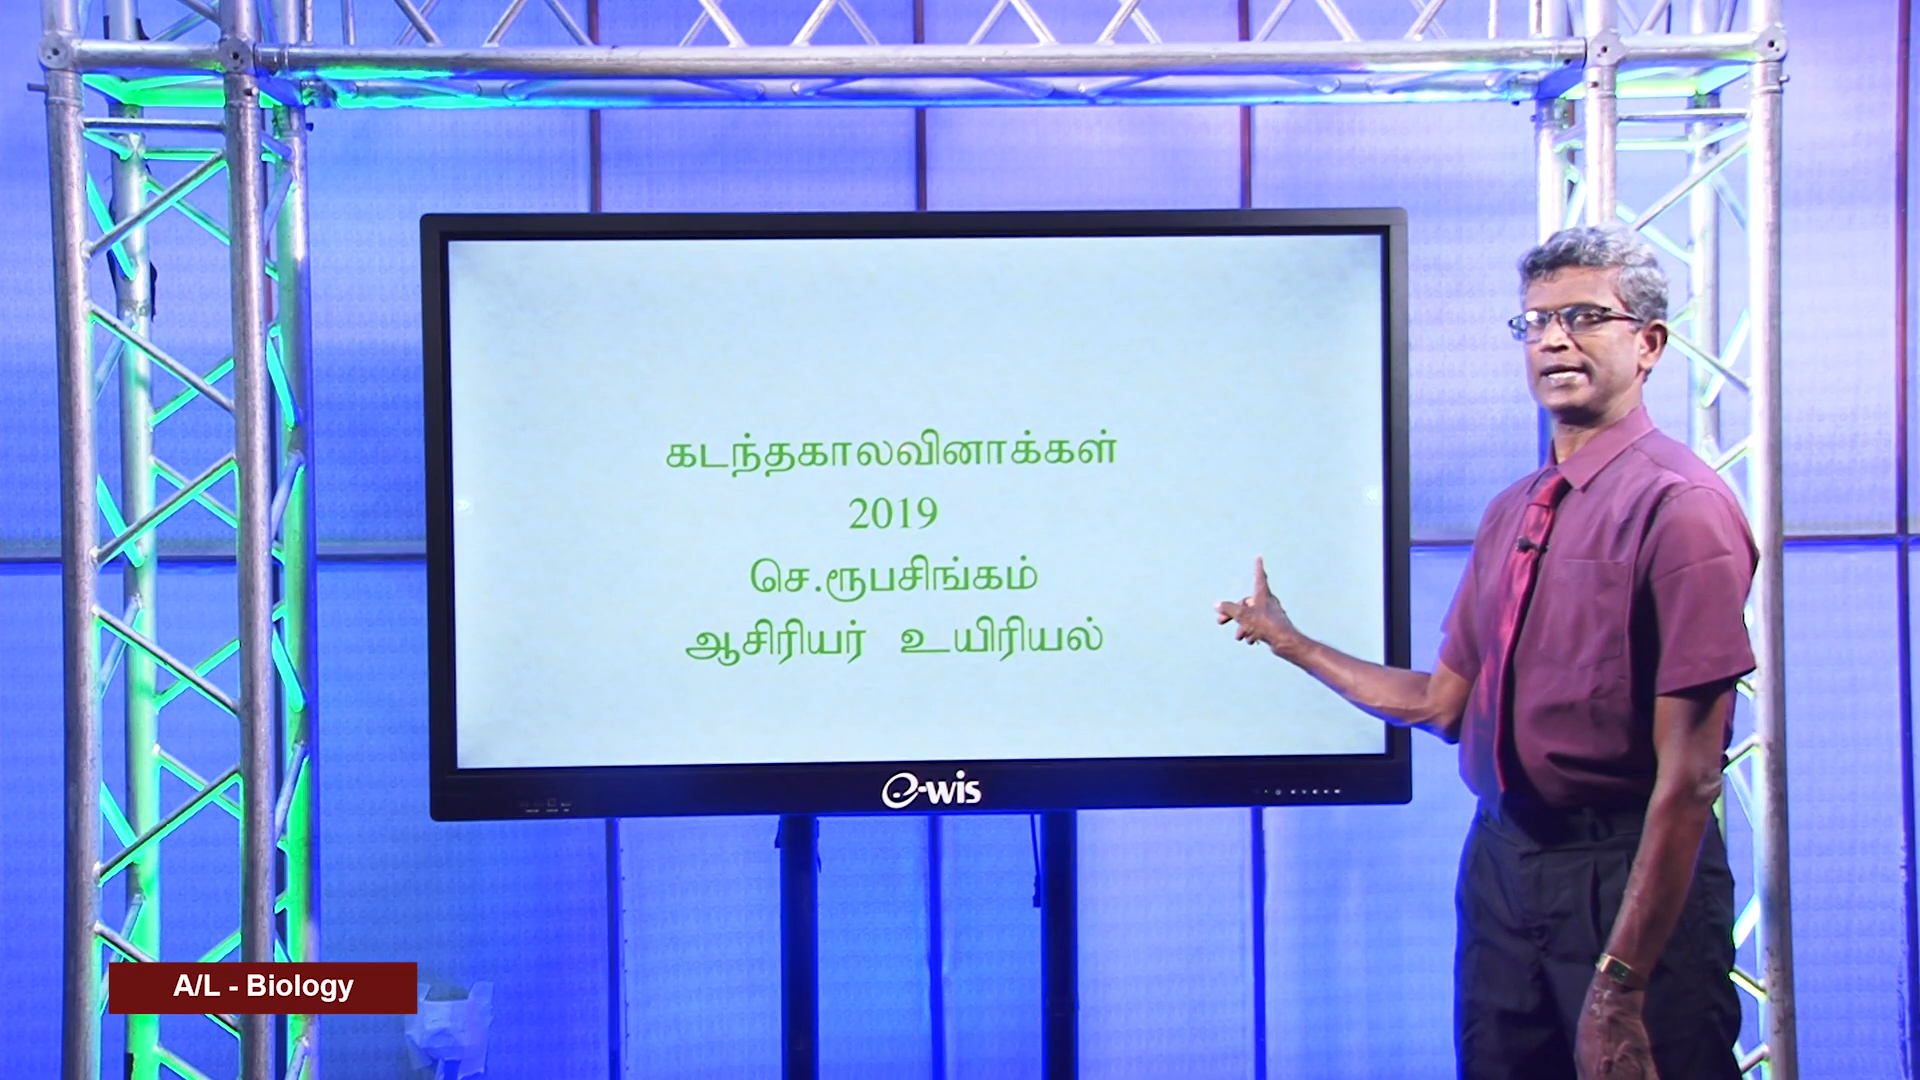 கடந்தகாலவினாக்கள்
2019
செ.ரூபசிங்கம்
ஆசிரியர் உயிரியல்
e-wis
A/L - Biology